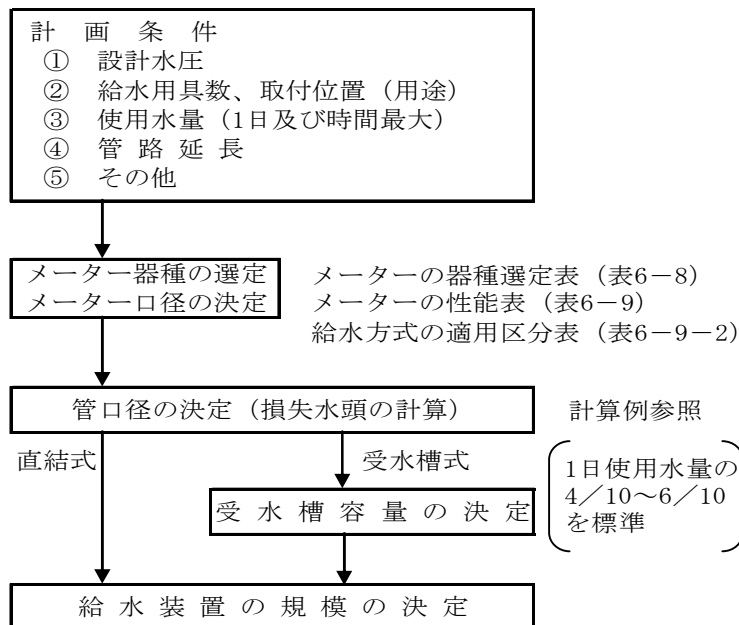 計　画　条　件
①　設計水圧
②　給水用具数、取付位置（用途）
③　使用水量（1日及び時間最大）
④　管 路 延 長
⑤　その他
メーター器種の選定
メーター口径の決定
メーターの器種選定表（表6－8）
メーターの性能表（表6－9）
給水方式の適用区分表（表6－9－2）
管口径の決定（損失水頭の計算）
計算例参照
直結式
受水槽式
1日使用水量の
4／10～6／10
を標準
受 水 槽 容 量 の 決 定
給 水 装 置 の 規 模 の 決 定